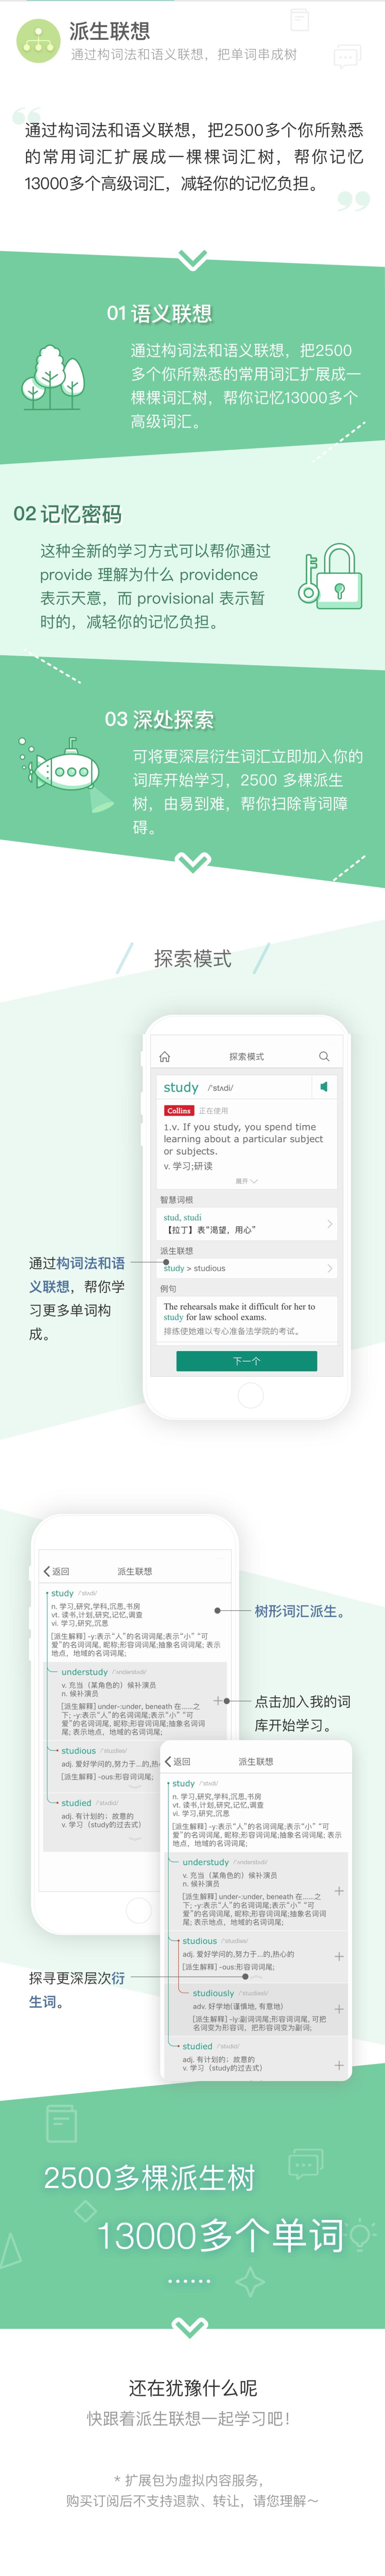 派生联想
通过构词法和语义联想，把单词串成树
通过构词法和语义联想，把2500多个你所熟悉
的常用词汇扩展成一棵棵词汇树，帮你记忆
13000多个高级词汇，减轻你的记忆负担。
01 语义联想
通过构词法和语义联想，把2500
多个你所熟悉的常用词汇扩展成一
棵棵词汇树，帮你记忆13000多个
高级词汇。
02 记忆密码
这种全新的学习方式可以帮你通过
provide 理解为什么 providence
表示天意，而 provisional 表示暂
时的，减轻你的记忆负担。
03 深处探索
可将更深层衍生词汇立即加入你的
词库开始学习，2500 多棵派生
树，由易到难，帮你扫除背词障
碍。
探索模式
探索模式
study /'stʌdi/
Collins 正在使用
1.v. If you study, you spend time
learning about a particular subject
or subjects.
v. 学习;研读
展开
智慧词根
stud, studi
【拉丁】表“渴望，用心”
派生联想
study > studious
例句
The rehearsals make it difficult for her to
study for law school exams.
排练使她难以专心准备法学院的考试。
下一个
通过构词法和语
义联想，帮你学
习更多单词构
成。
返回 派生联想
study /'stʌdi/
n. 学习,研究,学科,沉思,书房
vt. 读书,计划,研究,记忆,调查
vi. 学习,研究,沉思
[派生解释] -y:表示“人”的名词词尾;表示“小” “可
爱”的名词词尾, 昵称;形容词词尾;抽象名词词尾; 表示
地点，地域的名词词尾;
understudy
v. 充当（某角色的）候补演员
n. 候补演员
[派生解释] under-:under, beneath 在......之
下; -y:表示“人”的名词词尾;表示“小” “可
爱”的名词词尾, 昵称;形容词词尾;抽象名词词
尾; 表示地点，地域的名词词尾;
studious
adj. 爱好学问的,努力于...的,热
[派生解释] -ous:形容词词尾;
studied
adj. 有计划的; 故意的
v. 学习（study的过去式）
树形词汇派生。
点击加入我的词
库开始学习。
返回 派生联想
study /'stʌdi/
n. 学习,研究,学科,沉思,书房
vt. 读书,计划,研究,记忆,调查
vi. 学习,研究,沉思
[派生解释] -y:表示“人”的名词词尾;表示“小” “可
爱”的名词词尾, 昵称;形容词词尾;抽象名词词尾; 表示
地点，地域的名词词尾;
understudy
v. 充当（某角色的）候补演员
n. 候补演员
[派生解释] under-:under, beneath 在......之
下; -y:表示“人”的名词词尾;表示“小” “可
爱”的名词词尾, 昵称;形容词词尾;抽象名词词
尾; 表示地点，地域的名词词尾;
studious
adj. 爱好学问的,努力于...的,热心的
[派生解释] -ous:形容词词尾;
studiously
adv. 好学地(谨慎地, 有意地）
[派生解释] -ly:副词词尾;形容词词尾, 可把
名词变为形容词，把形容词变为副词;
studied
adj. 有计划的; 故意的
v. 学习（study的过去式）
探寻更深层次衍
生词。
2500多棵派生树
13000多个单词
......
还在犹豫什么呢
快跟着派生联想一起学习吧！
* 扩展包为虚拟内容服务，
购买订阅后不支持退款、转让，请您理解～